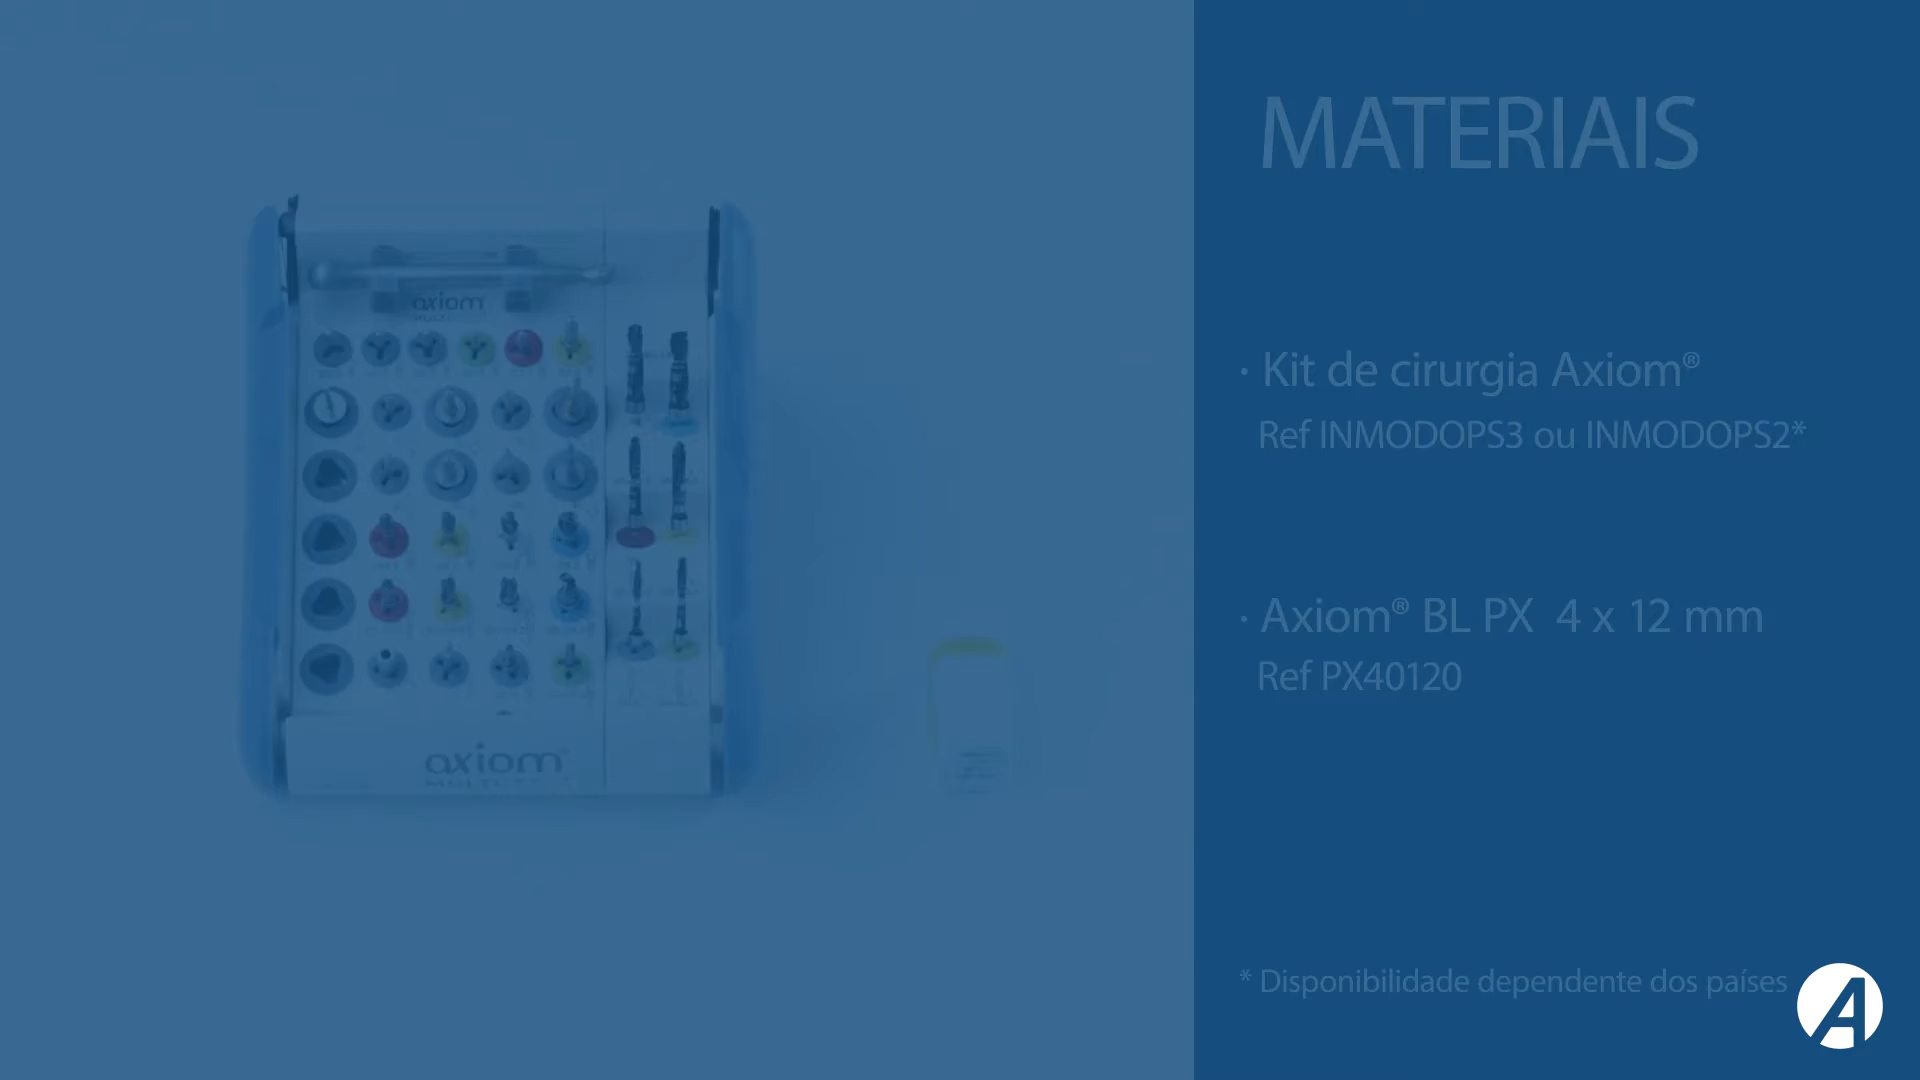 MATERIAIS
· Kit de cirurgia Axiom®
Ref INMODOPS3 ou INMODOPS2*
· Axiom® BL PX 4 x 12 mm
Ref PX40120
* Disponibilidade dependente dos países
axiom
axiom